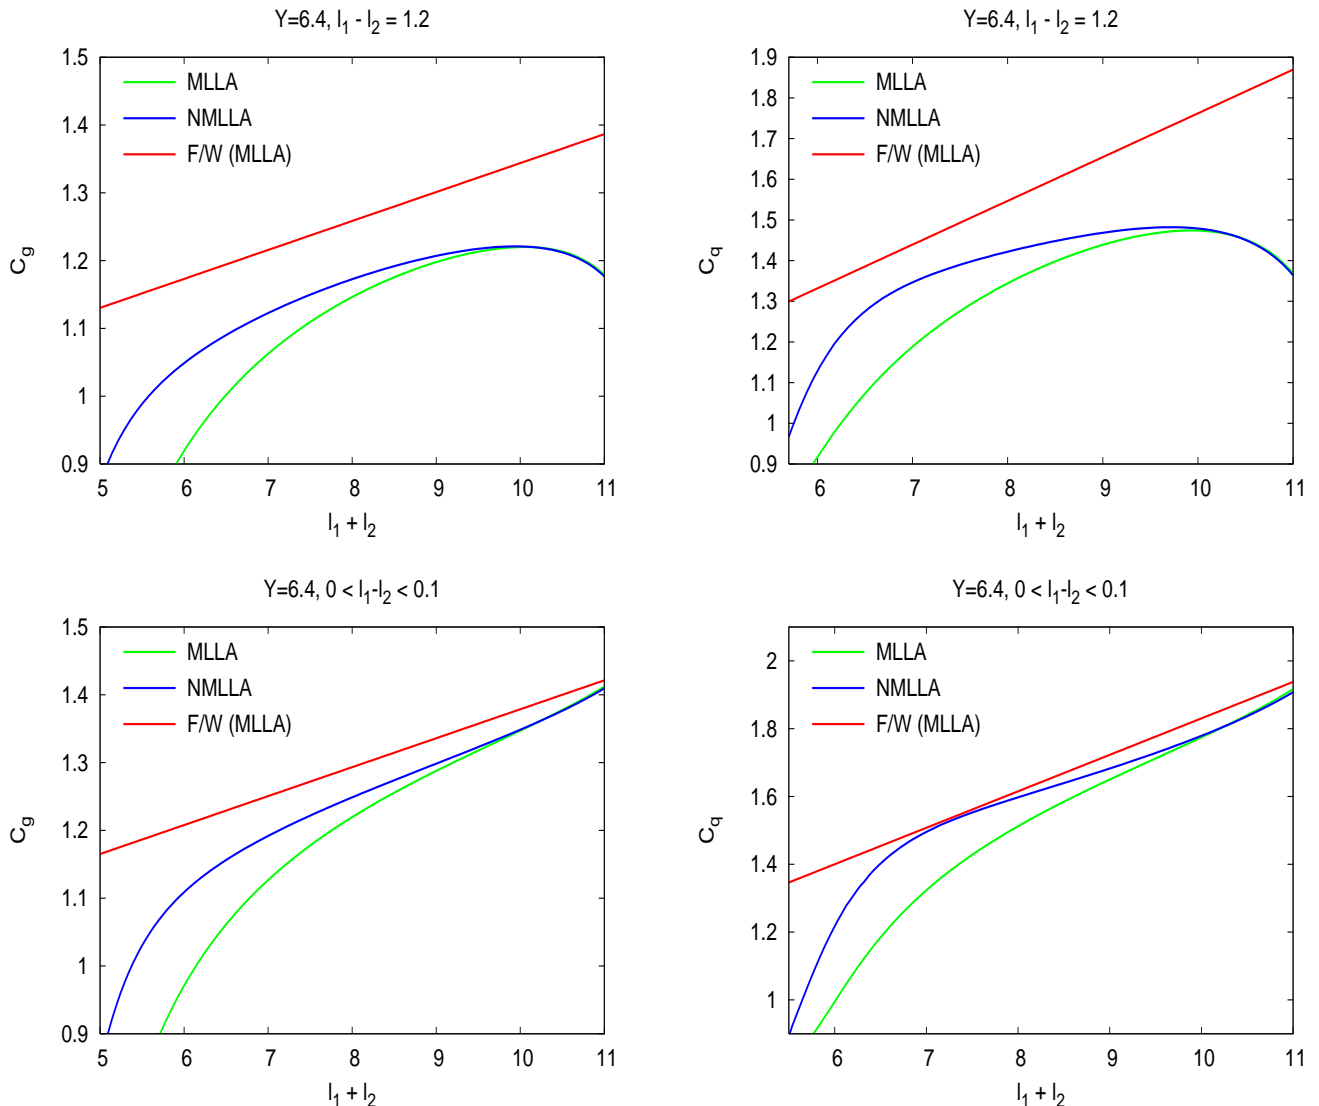 Y=6.4, l1 - l2 = 1.2
1.5
1.4
1.3
1.2
1.1
1
0.9
Cg
MLLA
NMLLA
F/W (MLLA)
5 6 7 8 9 10 11
l1 + l2
Y=6.4, l1 - l2 = 1.2
1.9
1.8
1.7
1.6
1.5
1.4
1.3
1.2
1.1
1
0.9
Cq
MLLA
NMLLA
F/W (MLLA)
6 7 8 9 10 11
l1 + l2
Y=6.4, 0 < l1-l2 < 0.1
1.5
1.4
1.3
1.2
1.1
1
0.9
Cg
MLLA
NMLLA
F/W (MLLA)
5 6 7 8 9 10 11
l1 + l2
Y=6.4, 0 < l1-l2 < 0.1
2
1.8
1.6
1.4
1.2
1
Cq
MLLA
NMLLA
F/W (MLLA)
6 7 8 9 10 11
l1 + l2